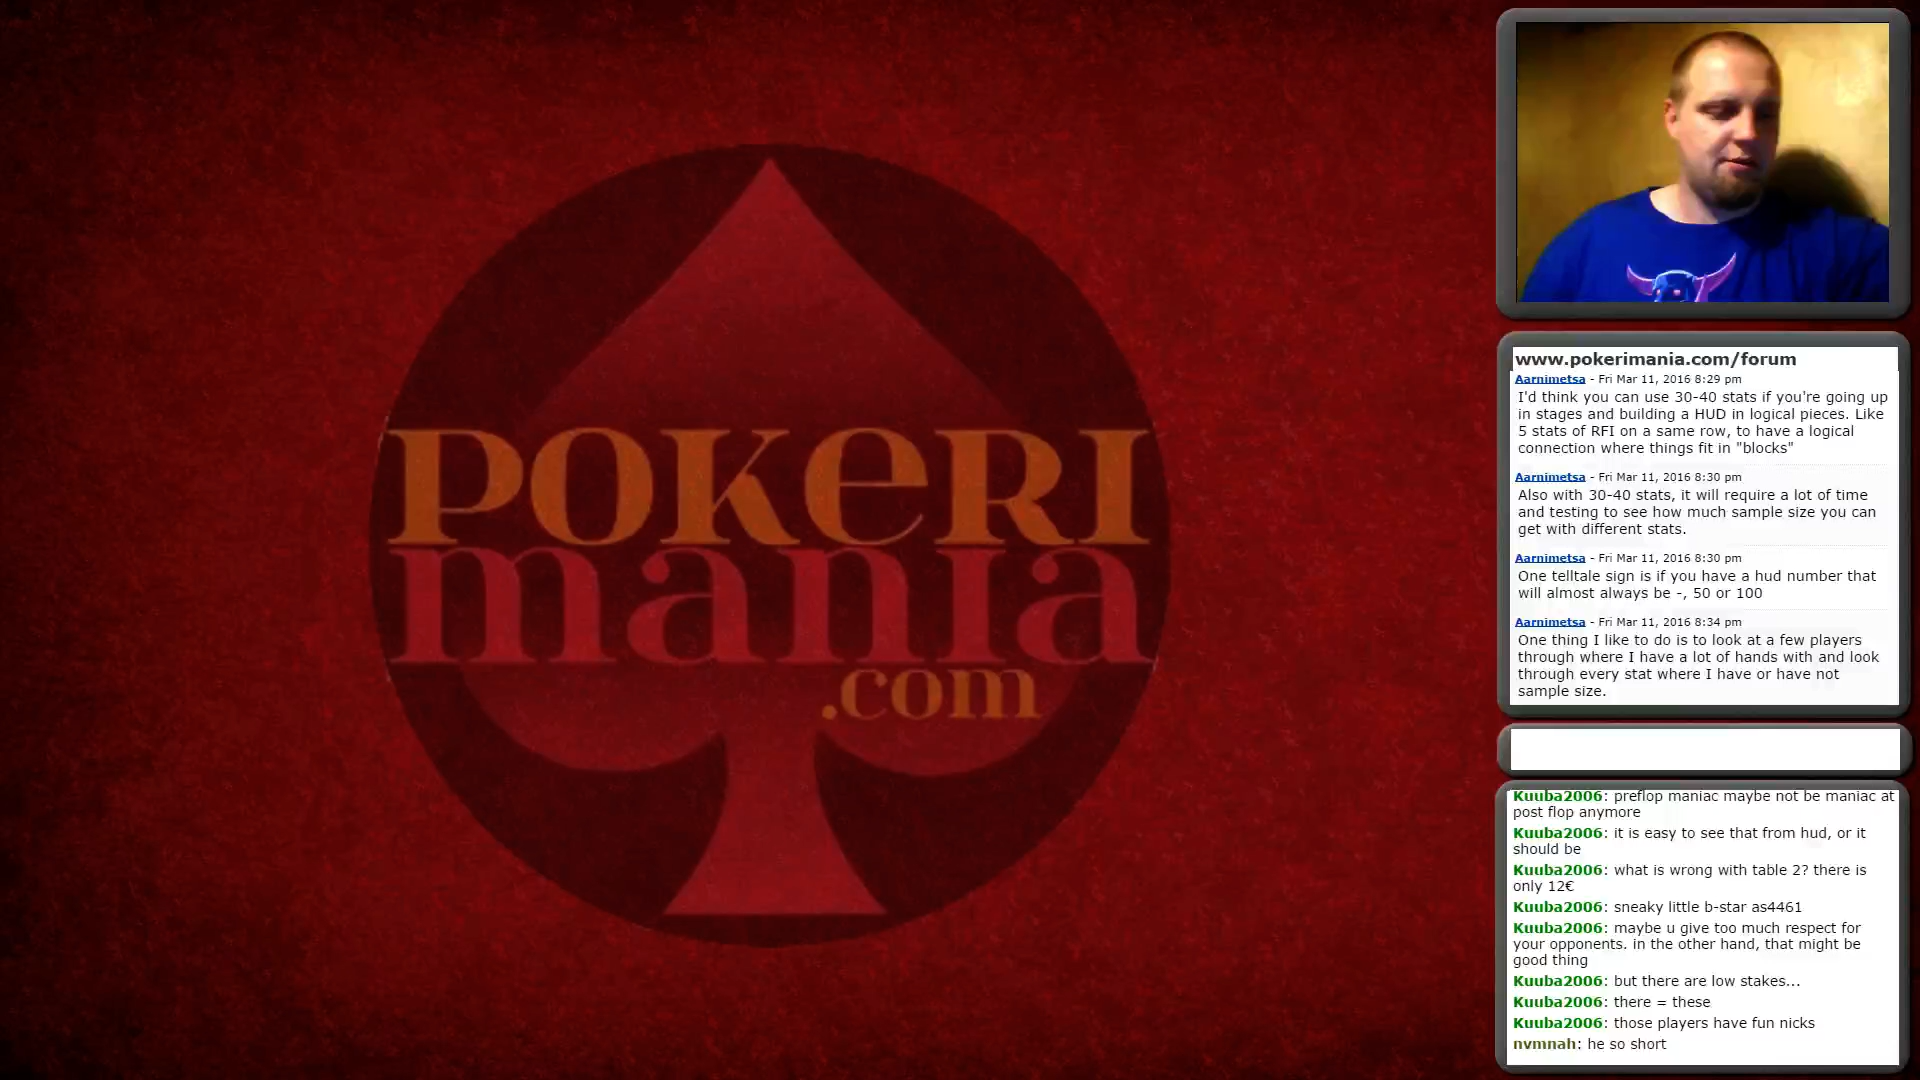 POKERI
mania
.com
www.pokerimania.com/forum
Aarnimetsa - Fri Mar 11, 2016 8:29 pm
I'd think you can use 30-40 stats if you're going up
in stages and building a HUD in logical pieces. Like
5 stats of RFI on a same row, to have a logical
connection where things fit in "blocks"
Aarnimetsa - Fri Mar 11, 2016 8:30 pm
Also with 30-40 stats, it will require a lot of time
and testing to see how much sample size you can
get with different stats.
Aarnimetsa - Fri Mar 11, 2016 8:30 pm
One telltale sign is if you have a hud number that
will almost always be -, 50 or 100
Aarnimetsa - Fri Mar 11, 2016 8:34 pm
One thing I like to do is to look at a few players
through where I have a lot of hands with and look
through every stat where I have or have not
sample size.
Kuuba2006: preflop maniac maybe not be maniac at
post flop anymore
Kuuba2006: it is easy to see that from hud, or it
should be
Kuuba2006: what is wrong with table 2? there is
only 12€
Kuuba2006: sneaky little b-star as4461
Kuuba2006: maybe u give too much respect for
your opponents. in the other hand, that might be
good thing
Kuuba2006: but there are low stakes...
Kuuba2006: there = these
Kuuba2006: those players have fun nicks
nvmnah: he so short